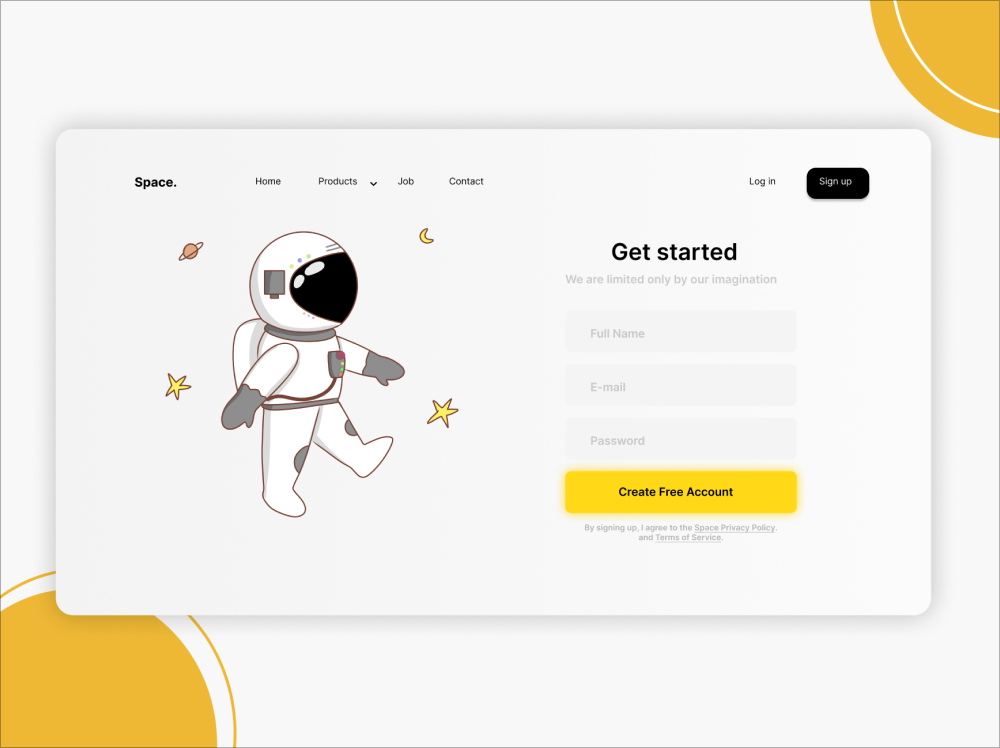 Space.
Home
Products
Job
Contact
Log in
Sign up
Get started
We are limited only by our imagination
Full Name
E-mail
Password
Create Free Account
By signing up, I agree to the Space Privacy Policy.
and Terms of Service.